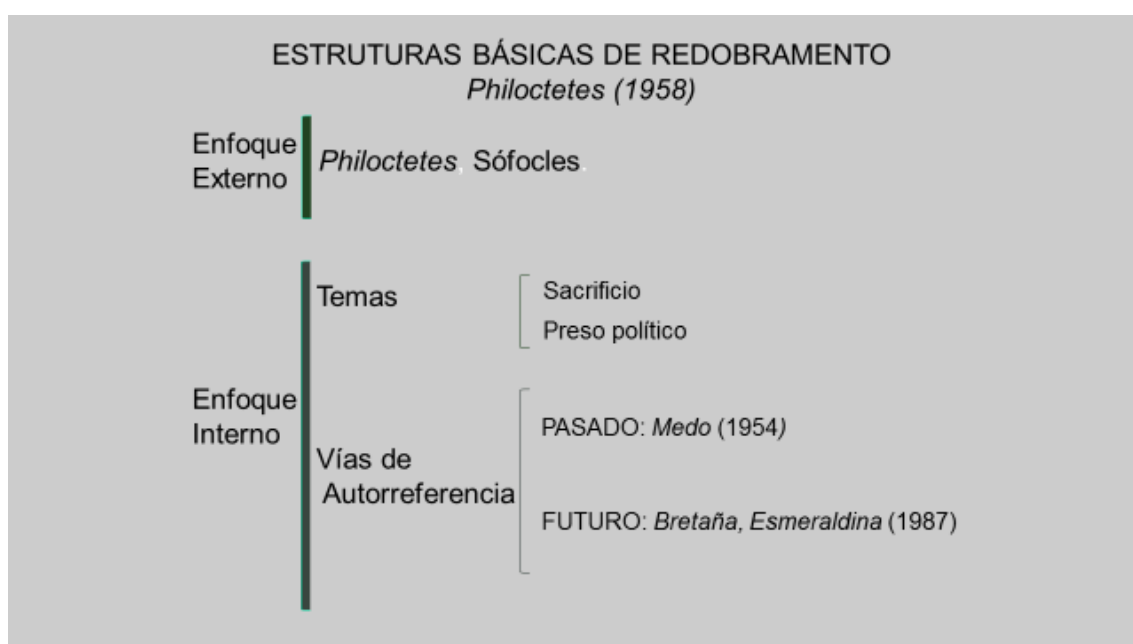 ESTRUTURAS BÁSICAS DE REDOBRAMENTO
Philoctetes (1958)
Enfoque
Externo
Philoctetes, Sófocles.
Temas
Sacrificio
Preso político
Enfoque
Interno
Vías de
Autorreferencia
PASADO: Medo (1954)
FUTURO: Bretaña, Esmeraldina (1987)